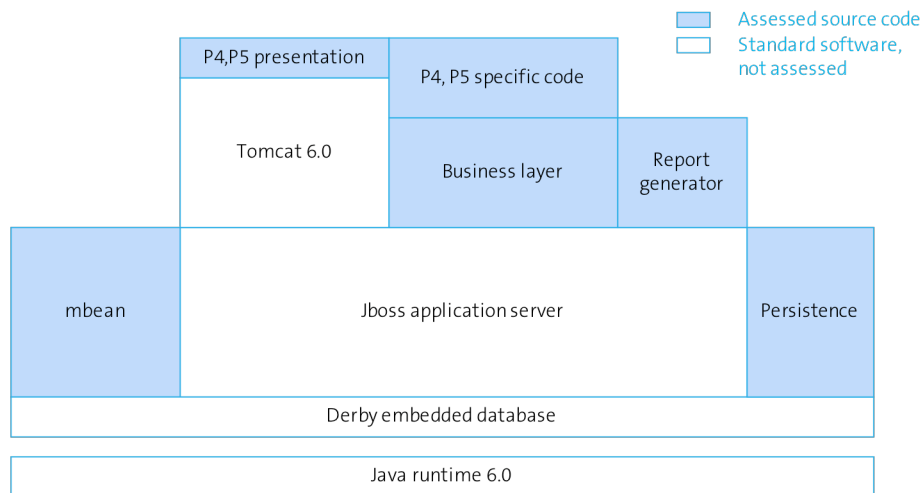 Assessed source code
Standard software,
not assessed
P4,P5 presentation
P4, P5 specific code
Tomcat 6.0
Business layer
Report
generator
mbean
Jboss application server
Persistence
Derby embedded database
Java runtime 6.0